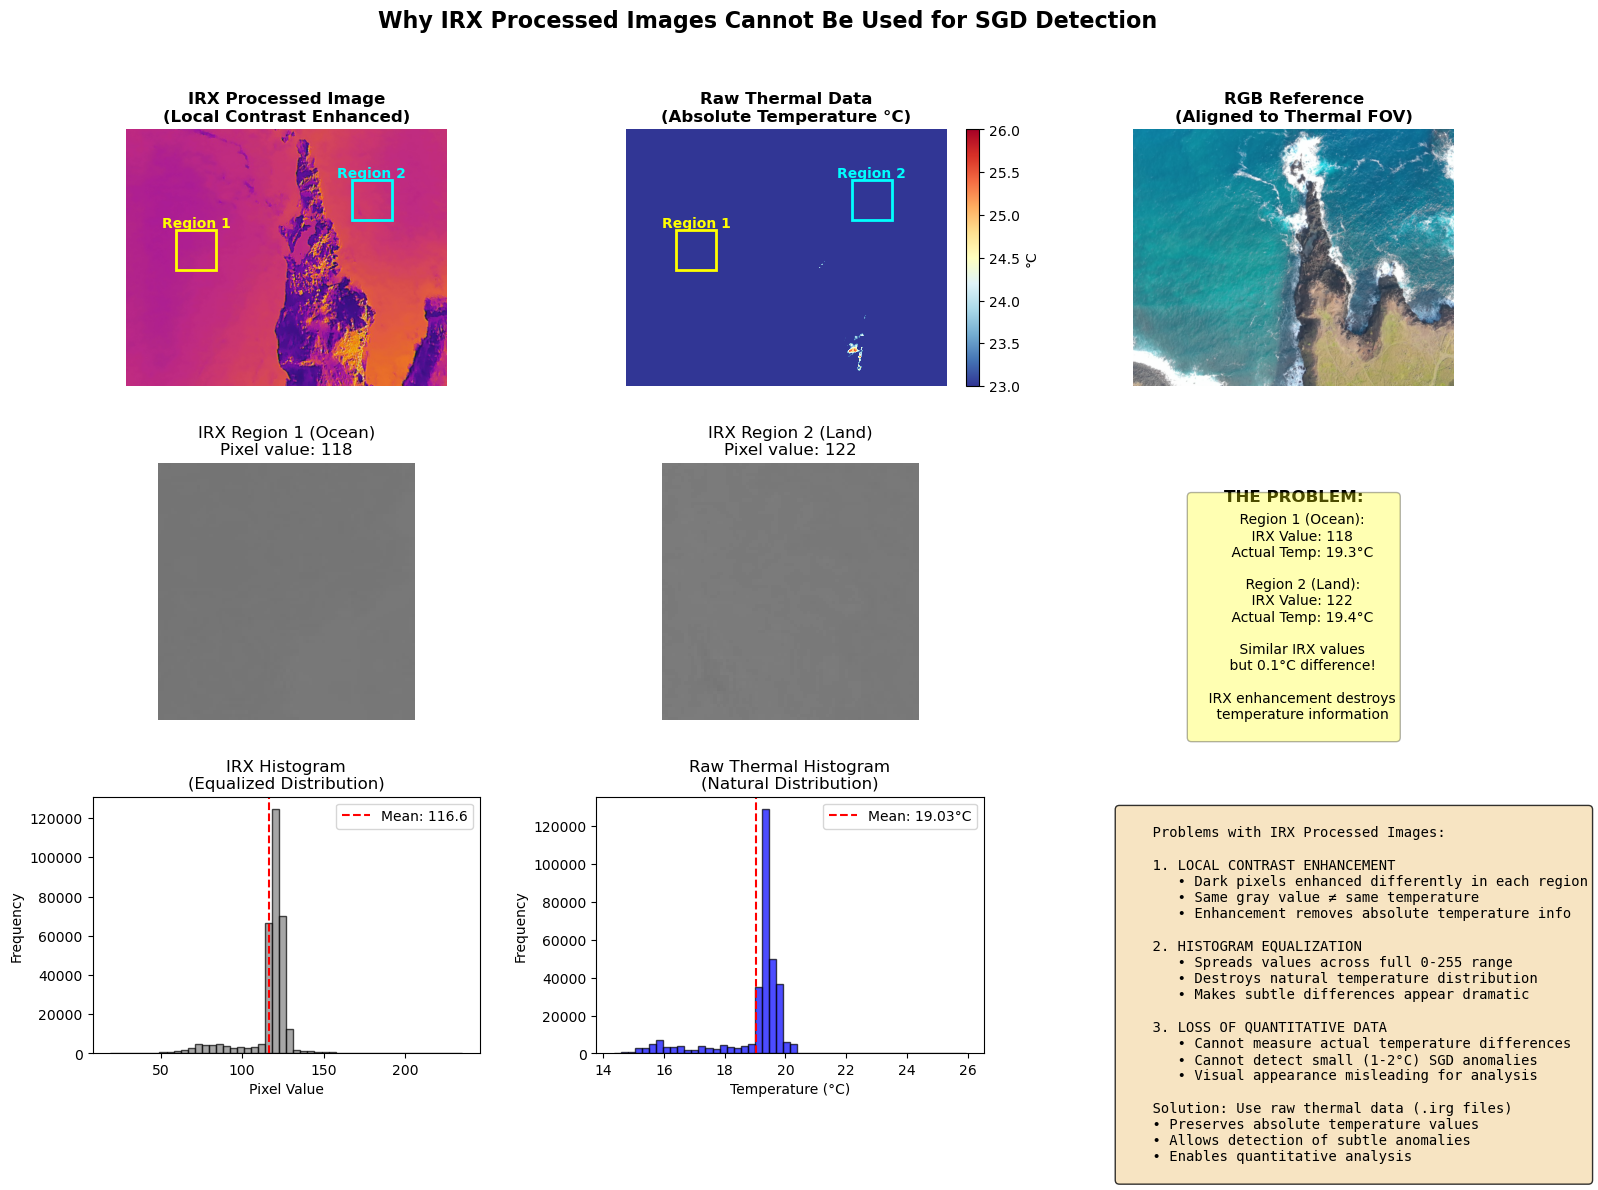 Why IRX Processed Images Cannot Be Used for SGD Detection
IRX Processed Image
(Local Contrast Enhanced)
Region 2
Region 1
Raw Thermal Data
(Absolute Temperature °C)
Region 2
Region 1
26.0
25.5
25.0
24.5
24.0
23.5
23.0
°C
RGB Reference
(Aligned to Thermal FOV)
IRX Region 1 (Ocean)
Pixel value: 118
IRX Region 2 (Land)
Pixel value: 122
THE PROBLEM:
Region 1 (Ocean):
IRX Value: 118
Actual Temp: 19.3°C
Region 2 (Land):
IRX Value: 122
Actual Temp: 19.4°C
Similar IRX values
but 0.1°C difference!
IRX enhancement destroys
temperature information
IRX Histogram
(Equalized Distribution)
Mean: 116.6
120000
100000
80000
60000
40000
20000
0
Frequency
50 100 150 200
Pixel Value
Raw Thermal Histogram
(Natural Distribution)
Mean: 19.03°C
120000
100000
80000
60000
40000
20000
0
Frequency
14 16 18 20 22 24 26
Temperature (°C)
Problems with IRX Processed Images:
1. LOCAL CONTRAST ENHANCEMENT
• Dark pixels enhanced differently in each region
• Same gray value ≠ same temperature
• Enhancement removes absolute temperature info
2. HISTOGRAM EQUALIZATION
• Spreads values across full 0-255 range
• Destroys natural temperature distribution
• Makes subtle differences appear dramatic
3. LOSS OF QUANTITATIVE DATA
• Cannot measure actual temperature differences
• Cannot detect small (1-2°C) SGD anomalies
• Visual appearance misleading for analysis
Solution: Use raw thermal data (.irg files)
• Preserves absolute temperature values
• Allows detection of subtle anomalies
• Enables quantitative analysis